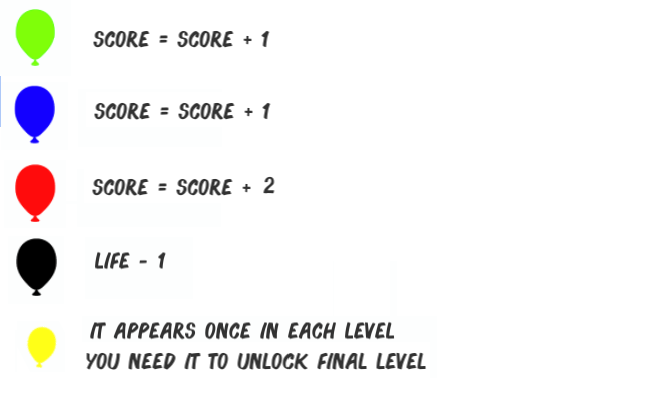 SCORE = SCORE + 1
SCORE = SCORE + 1
SCORE = SCORE + 2
LIFE - 1
IT APPEARS ONCE IN EACH LEVEL
YOU NEED IT TO UNLOCK FINAL LEVEL